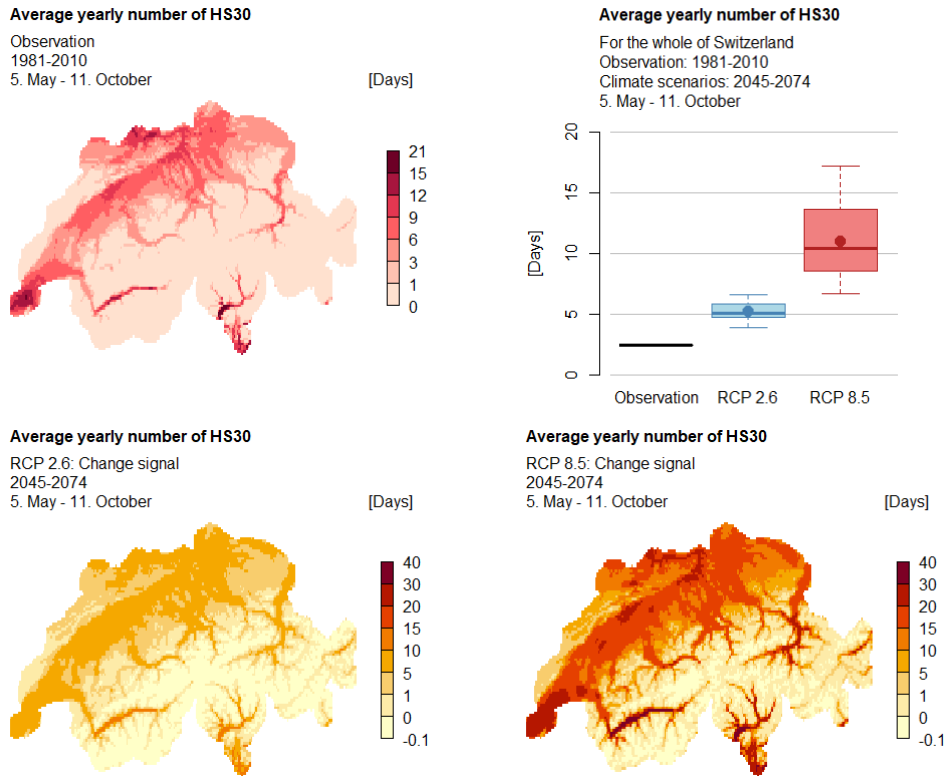 Average yearly number of HS30
Observation
1981-2010
5. May - 11. October
[Days]
21
15
12
9
6
3
1
0
Average yearly number of HS30
For the whole of Switzerland
Observation: 1981-2010
Climate scenarios: 2045-2074
5. May - 11. October
[Days]
20
15
10
5
0
Observation
RCP 2.6
RCP 8.5
Average yearly number of HS30
RCP 2.6: Change signal
2045-2074
5. May - 11. October
[Days]
40
30
20
15
10
5
1
0
-0.1
Average yearly number of HS30
RCP 8.5: Change signal
2045-2074
5. May - 11. October
[Days]
40
30
20
15
10
5
1
0
-0.1